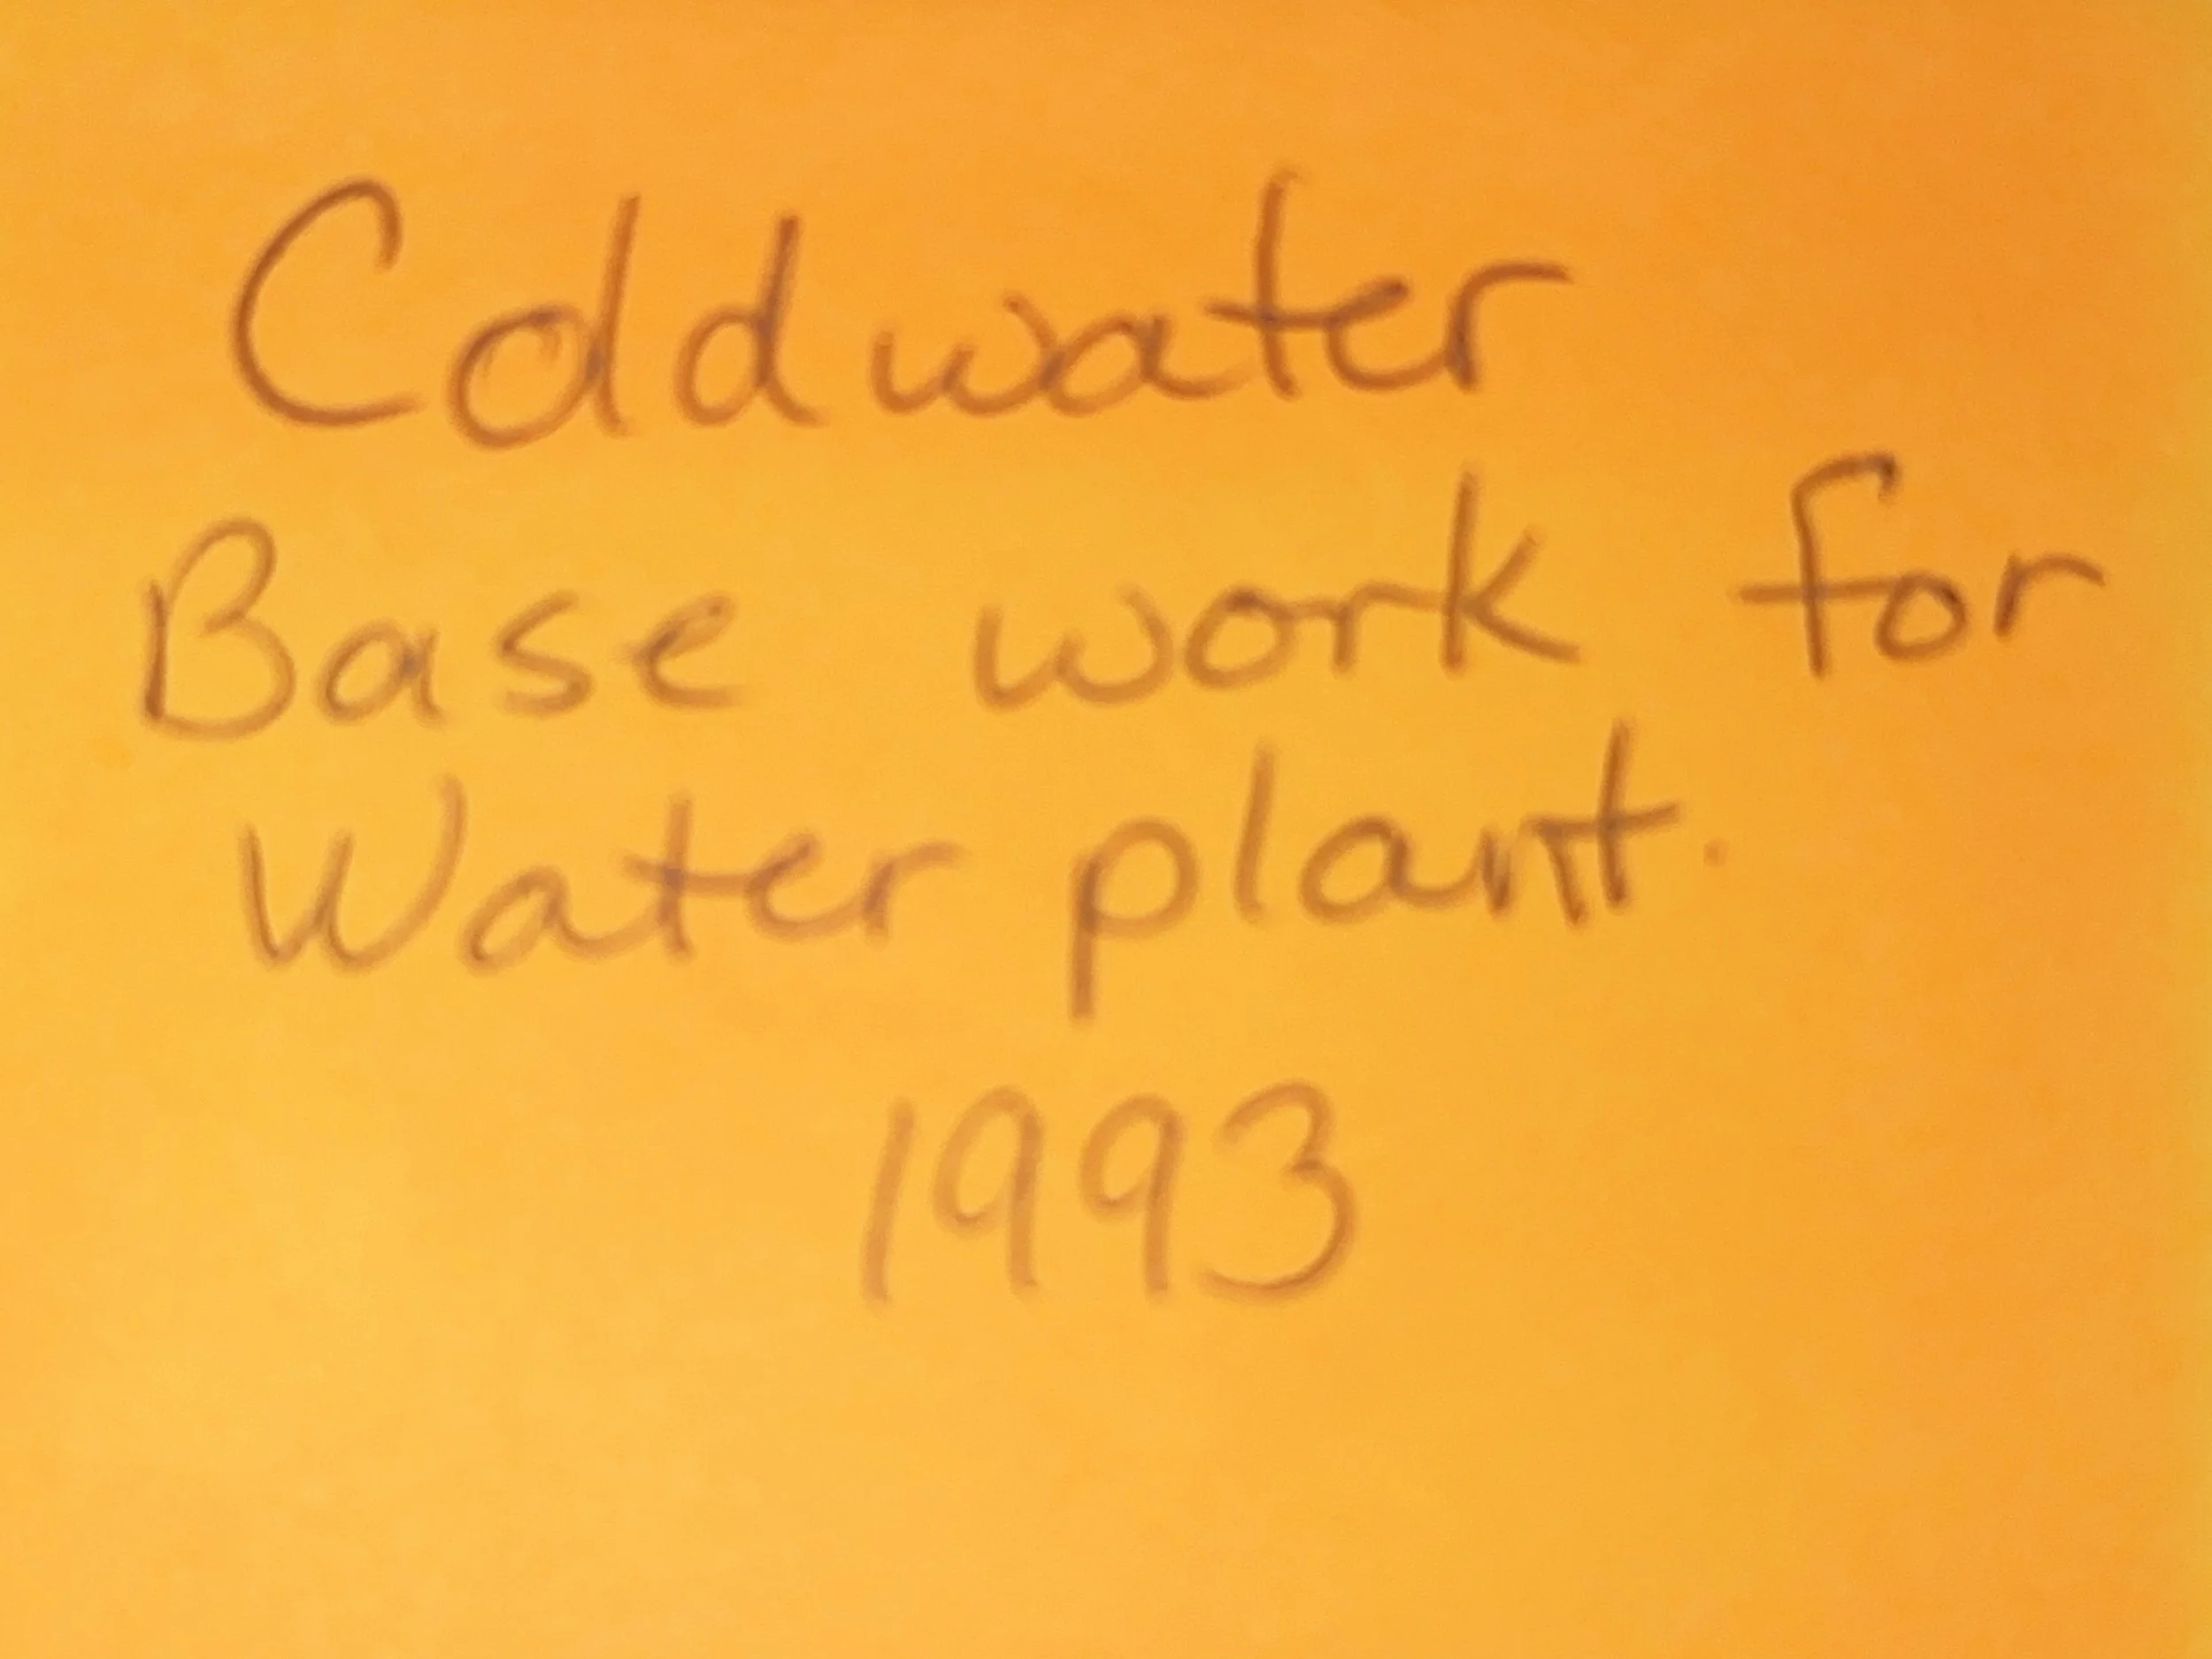 Coldwater
Base work for
Water plant.
1993